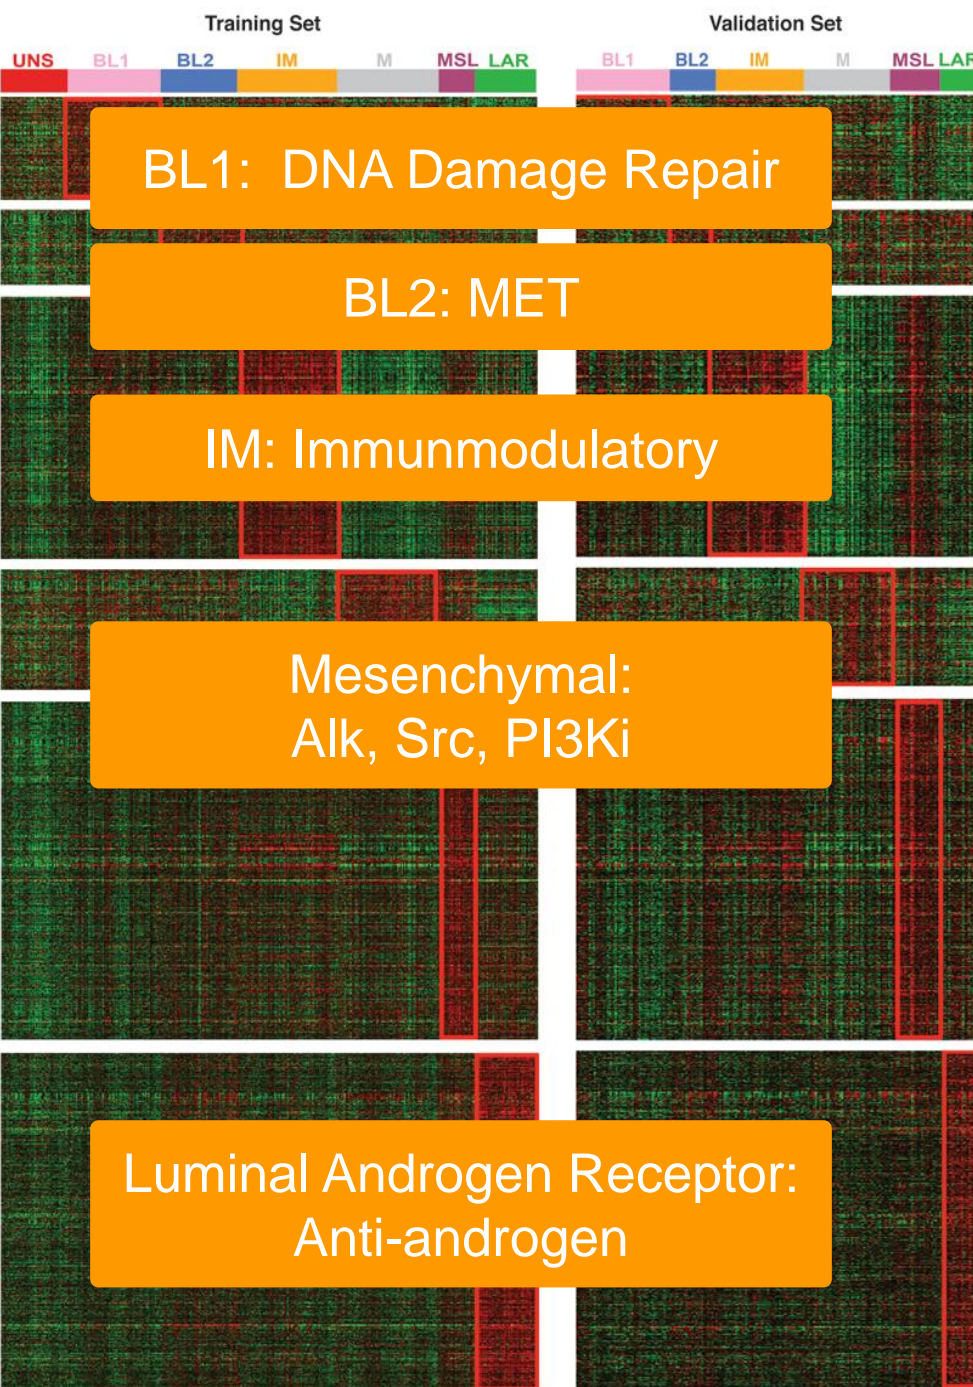 Training Set Validation Set
UNS BL1 BL2 IM M MSL LAR BL1 BL2 IM M MSL LAR
BL1: DNA Damage Repair
BL2: MET
IM: Immunmodulatory
Mesenchymal:
Alk, Src, PI3Ki
Luminal Androgen Receptor:
Anti-androgen